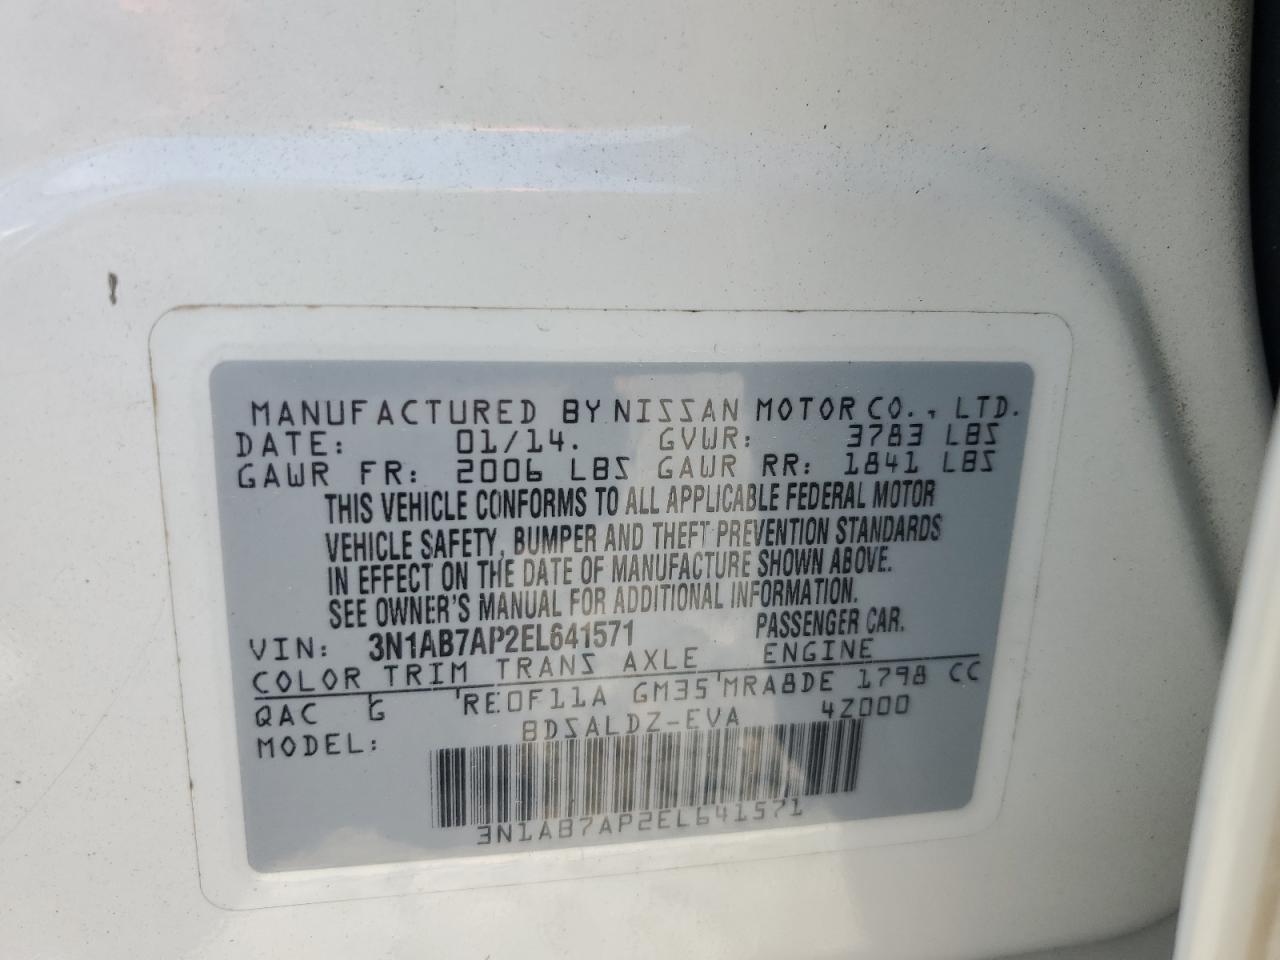 MANUFACTURED BY NISSAN MOTOR CO., LTD.
DATE: 01/14. GVWR: 3783 LBS
GAWR FR: 2006 LBS GAWR RR: 1841 LBS
THIS VEHICLE CONFORMS TO ALL APPLICABLE FEDERAL MOTOR
VEHICLE SAFETY, BUMPER AND THEFT PREVENTION STANDARDS
IN EFFECT ON THE DATE OF MANUFACTURE SHOWN ABOVE.
SEE OWNER'S MANUAL FOR ADDITIONAL INFORMATION.
VIN: 3N1AB7AP2EL641571 PASSENGER CAR.
COLOR TRIM TRANS AXLE ENGINE
QAC G RE0F11A GM35 MRA8DE 1798 CC
MODEL: BDSALDZ-EVA 4Z000
3N1AB7AP2EL641571